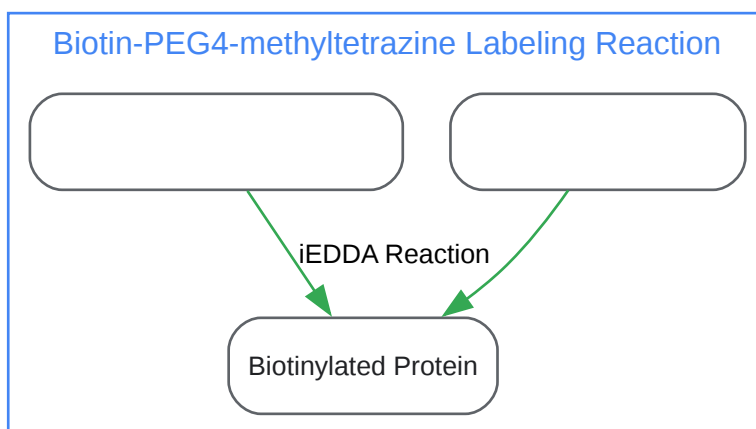 Biotin-PEG4-methyltetrazine Labeling Reaction
iEDDA Reaction
Biotinylated Protein